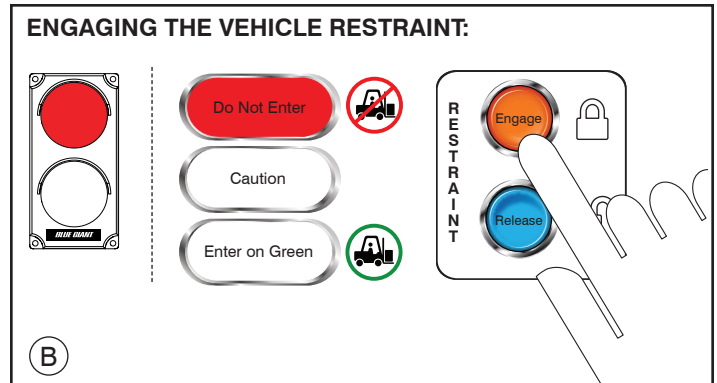 ENGAGING THE VEHICLE RESTRAINT:
BLUE GIANT
Do Not Enter
Caution
Enter on Green
RESTRAINT
Engage
Release
B